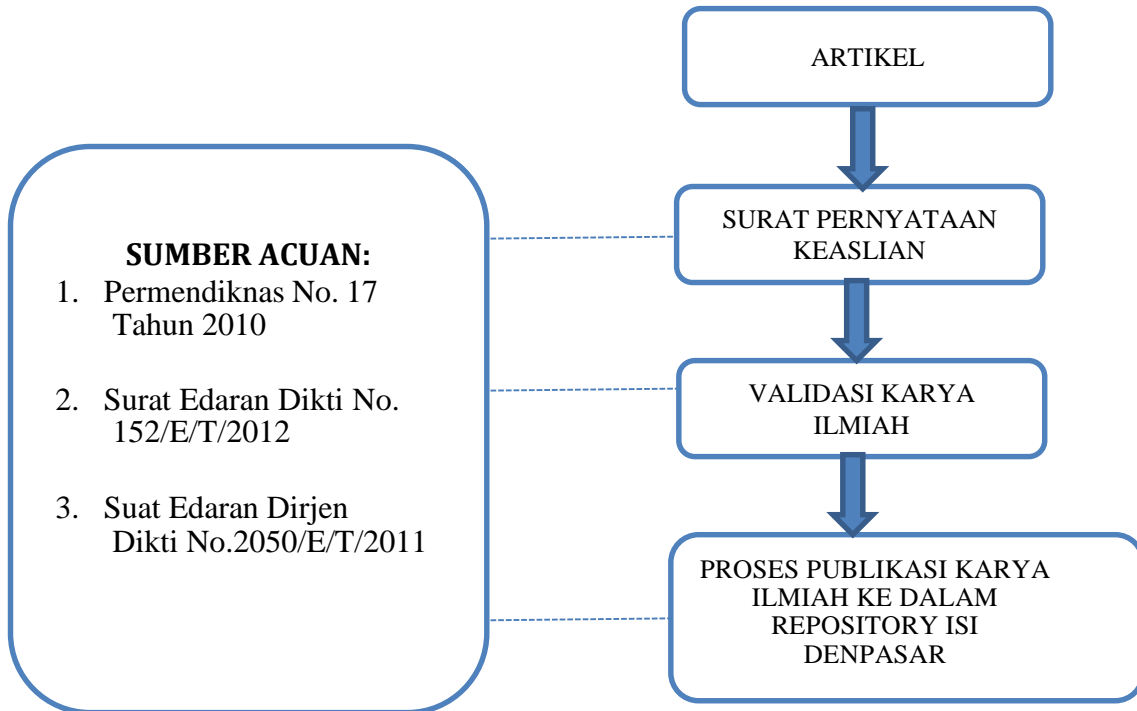 ARTIKEL
SURAT PERNYATAAN
KEASLIAN
VALIDASI KARYA
ILMIAH
PROSES PUBLIKASI KARYA
ILMIAH KE DALAM
REPOSITORY ISI
DENPASAR
SUMBER ACUAN:
1. Permendiknas No. 17
Tahun 2010
2. Surat Edaran Dikti No.
152/E/T/2012
3. Suat Edaran Dirjen
Dikti No.2050/E/T/2011